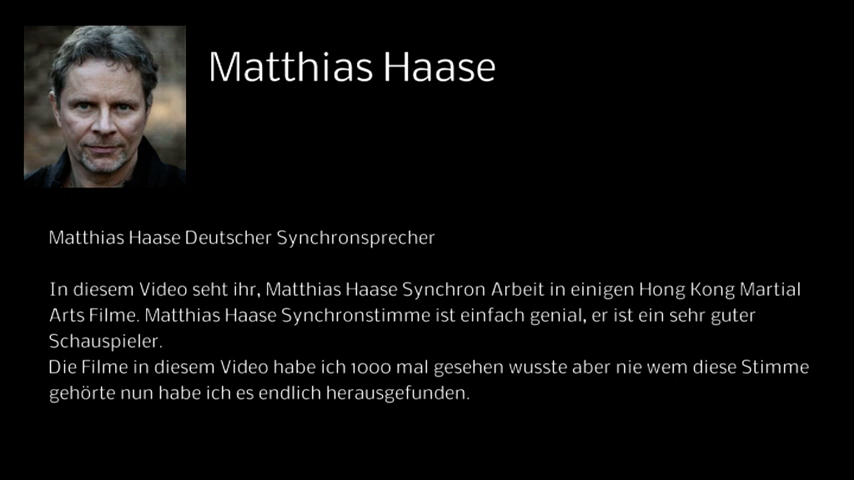 Matthias Haase
Matthias Haase Deutscher Synchronsprecher
In diesem Video seht ihr, Matthias Haase Synchron Arbeit in einigen Hong Kong Martial
Arts Filme. Matthias Haase Synchronstimme ist einfach genial, er ist ein sehr guter
Schauspieler.
Die Filme in diesem Video habe ich 1000 mal gesehen wusste aber nie wem diese Stimme
gehörte nun habe ich es endlich herausgefunden.